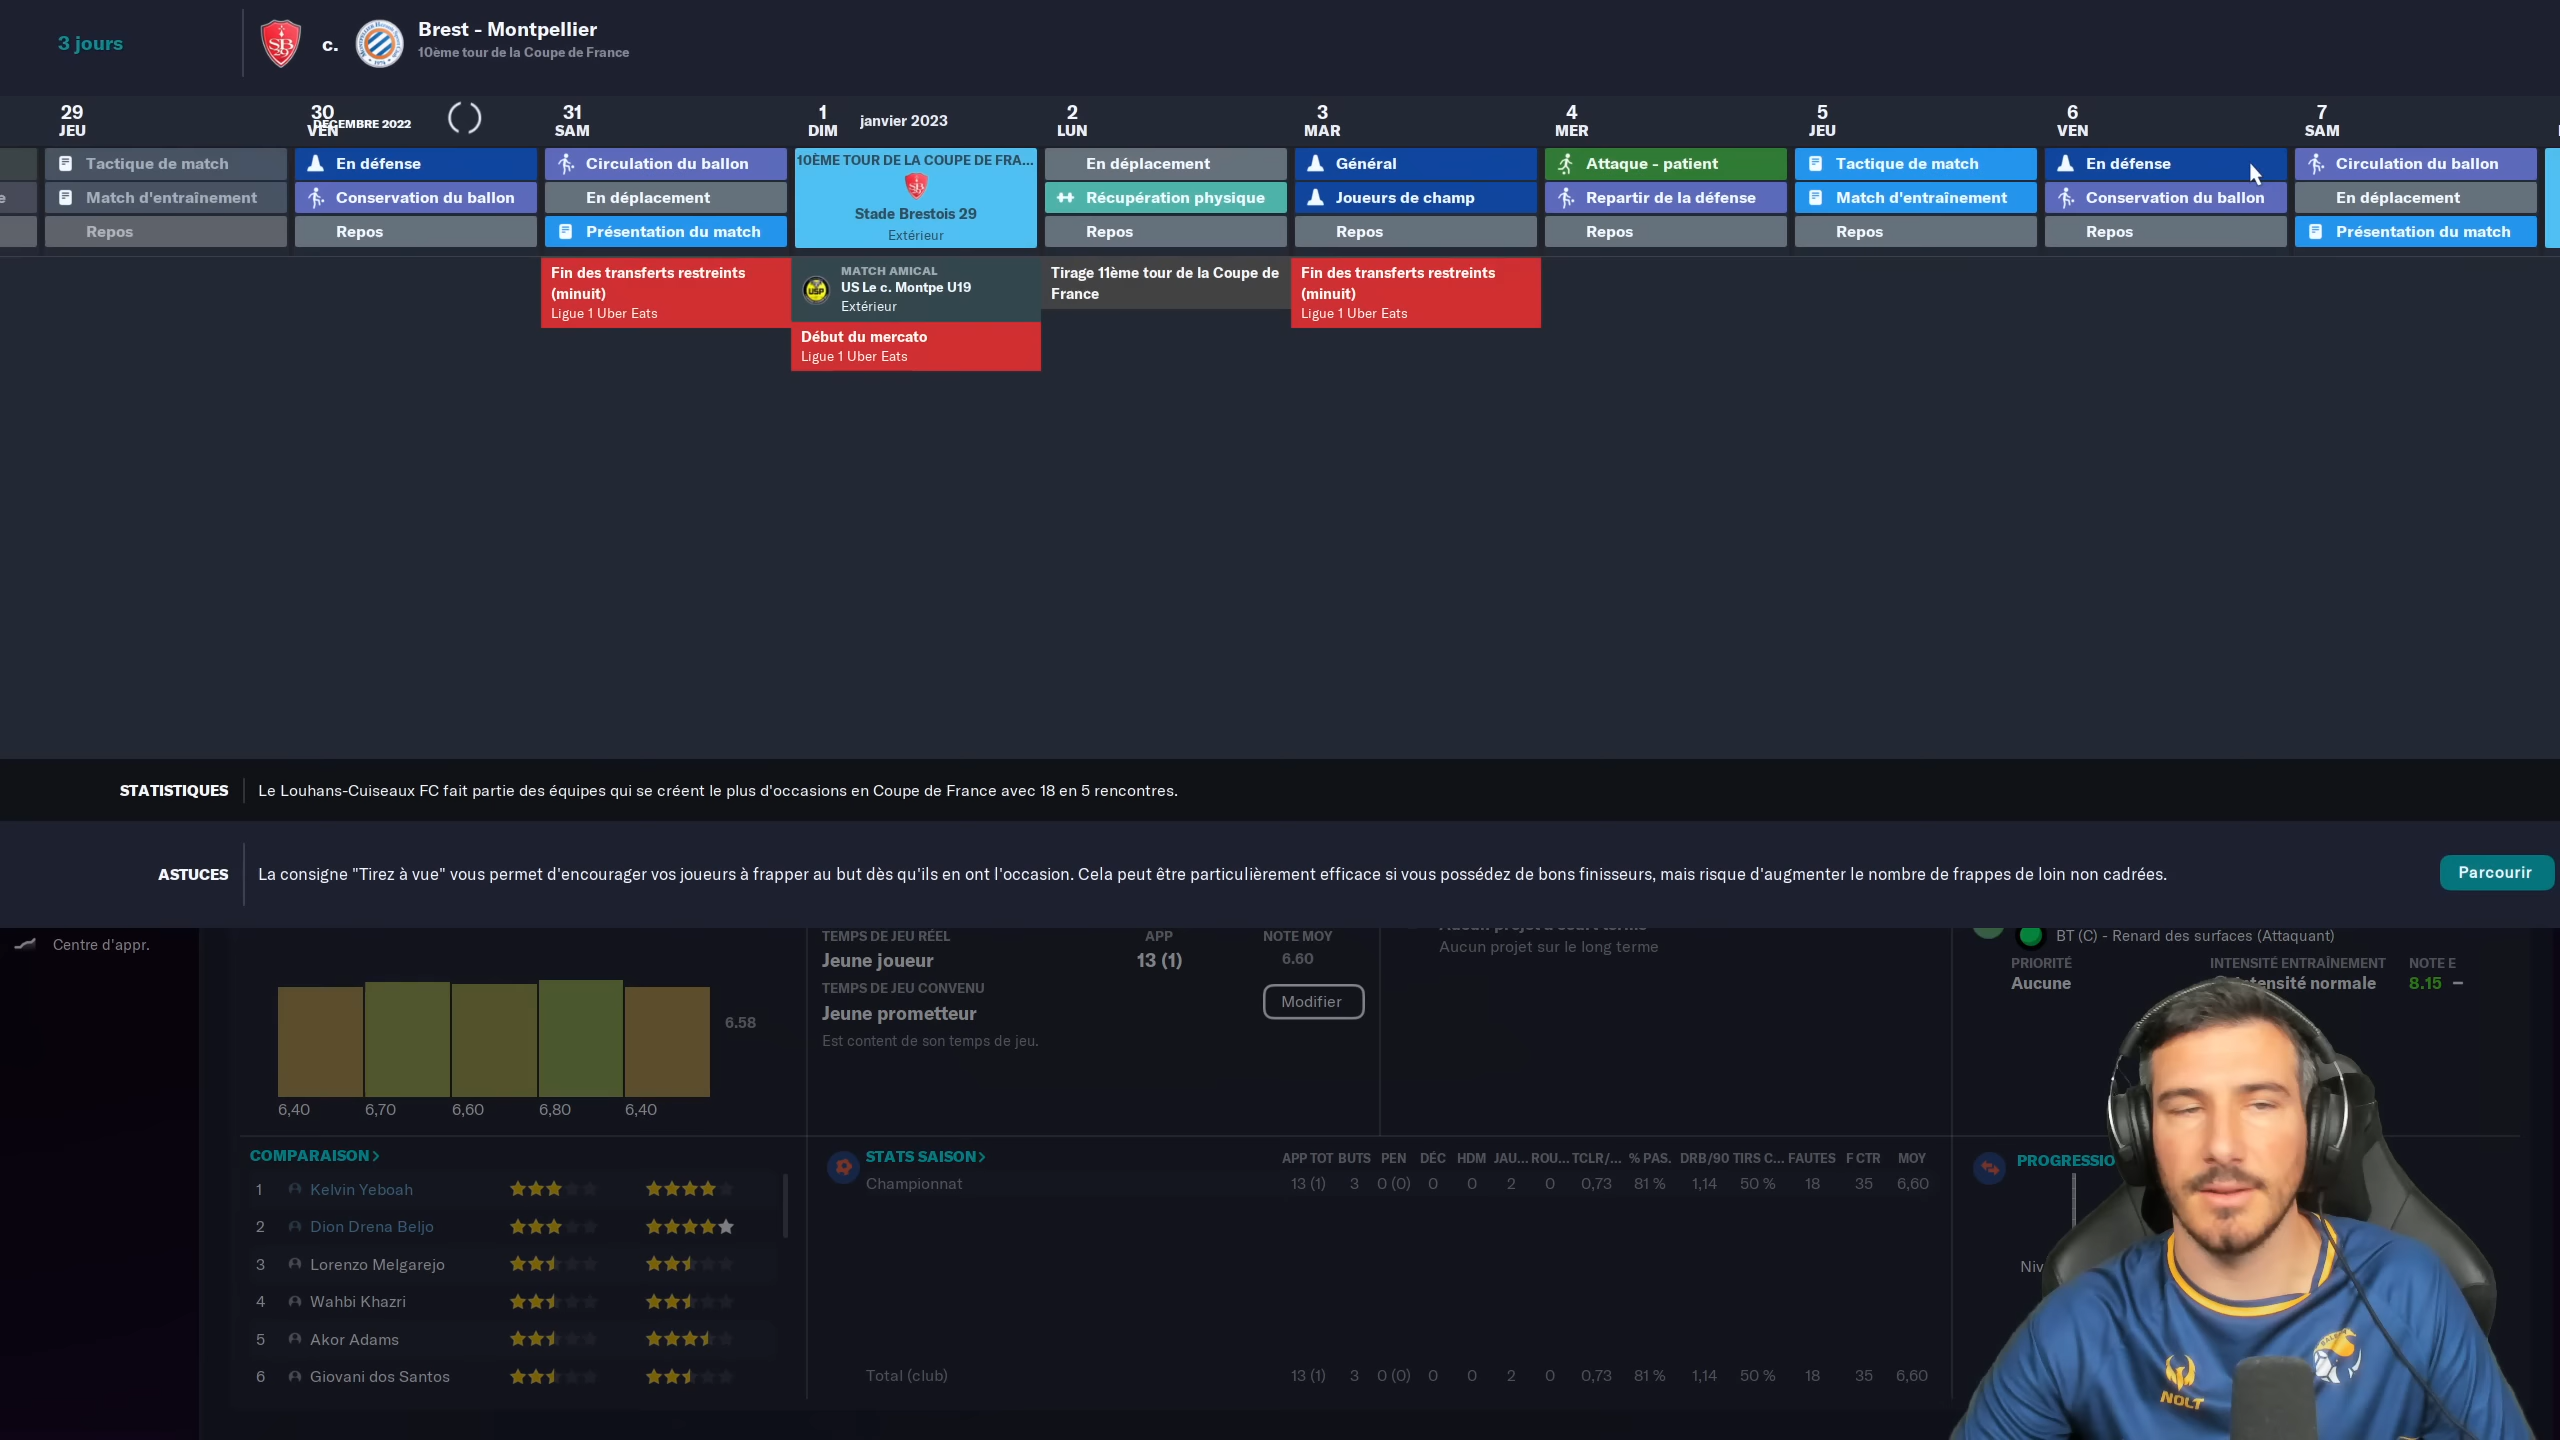 3 jours
c.
Brest - Montpellier
10ème tour de la Coupe de France
29
JEU
30
VEN
DECEMBRE 2022
31
SAM
1
DIM
janvier 2023
2
LUN
3
MAR
4
MER
5
JEU
6
VEN
7
SAM
Tactique de match
Match d'entraînement
Repos
En défense
Conservation du ballon
Repos
Circulation du ballon
En déplacement
Présentation du match
10ÈME TOUR DE LA COUPE DE FRA...
Stade Brestois 29
Extérieur
En déplacement
Récupération physique
Repos
Général
Joueurs de champ
Repos
Attaque - patient
Repartir de la défense
Repos
Tactique de match
Match d'entraînement
Repos
En défense
Conservation du ballon
Repos
Circulation du ballon
En déplacement
Présentation du match
Fin des transferts restreints
(minuit)
Ligue 1 Uber Eats
MATCH AMICAL
US Le c. Montpe U19
Extérieur
Début du mercato
Ligue 1 Uber Eats
Tirage 11ème tour de la Coupe de
France
Fin des transferts restreints
(minuit)
Ligue 1 Uber Eats
STATISTIQUES
Le Louhans-Cuiseaux FC fait partie des équipes qui se créent le plus d'occasions en Coupe de France avec 18 en 5 rencontres.
ASTUCES
La consigne "Tirez à vue" vous permet d'encourager vos joueurs à frapper au but dès qu'ils en ont l'occasion. Cela peut être particulièrement efficace si vous possédez de bons finisseurs, mais risque d'augmenter le nombre de frappes de loin non cadrées.
Parcourir
Centre d'appr.
6.58
6,40 6,70 6,60 6,80 6,40
TEMPS DE JEU RÉEL APP NOTE MOY
Jeune joueur 13 (1) 6.60
TEMPS DE JEU CONVENU
Jeune prometteur
Modifier
Est content de son temps de jeu.
Aucun projet à court terme
Aucun projet sur le long terme
BT (C) - Renard des surfaces (Attaquant)
PRIORITÉ INTENSITÉ ENTRAÎNEMENT NOTE E
Aucune Intensité normale 8.15 –
COMPARAISON >
1 Kelvin Yeboah
2 Dion Drena Beljo
3 Lorenzo Melgarejo
4 Wahbi Khazri
5 Akor Adams
6 Giovani dos Santos
STATS SAISON > APP TOT BUTS PEN DÉC HDM JAU... ROU... TCLR/... % PAS. DRB/90 TIRS C... FAUTES F CTR MOY
Championnat 13 (1) 3 0 (0) 0 0 2 0 0,73 81 % 1,14 50 % 18 35 6,60
Total (club) 13 (1) 3 0 (0) 0 0 2 0 0,73 81 % 1,14 50 % 18 35 6,60
PROGRESSIO
Niv
NOLT